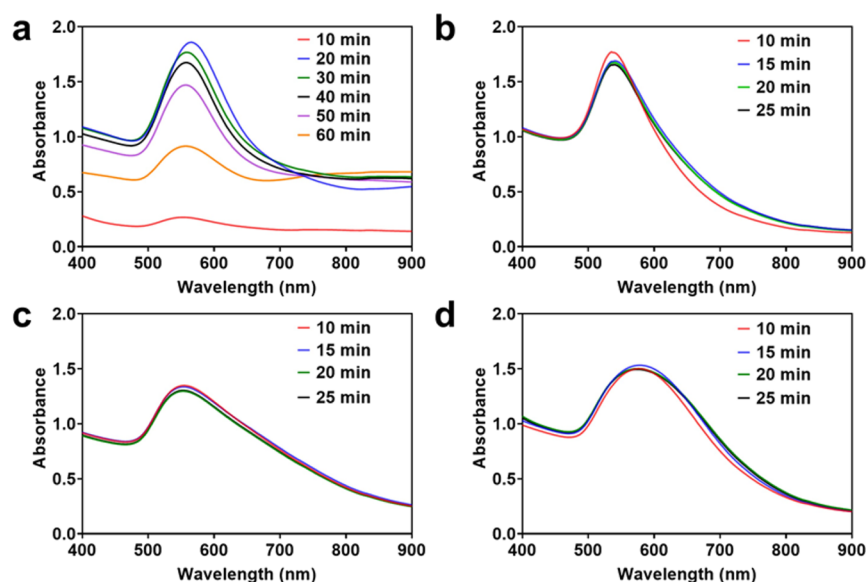 a
2.0
1.5
1.0
0.5
0.0
Absorbance
400 500 600 700 800 900
Wavelength (nm)
10 min
20 min
30 min
40 min
50 min
60 min
b
2.0
1.5
1.0
0.5
0.0
Absorbance
400 500 600 700 800 900
Wavelength (nm)
10 min
15 min
20 min
25 min
c
2.0
1.5
1.0
0.5
0.0
Absorbance
400 500 600 700 800 900
Wavelength (nm)
10 min
15 min
20 min
25 min
d
2.0
1.5
1.0
0.5
0.0
Absorbance
400 500 600 700 800 900
Wavelength (nm)
10 min
15 min
20 min
25 min